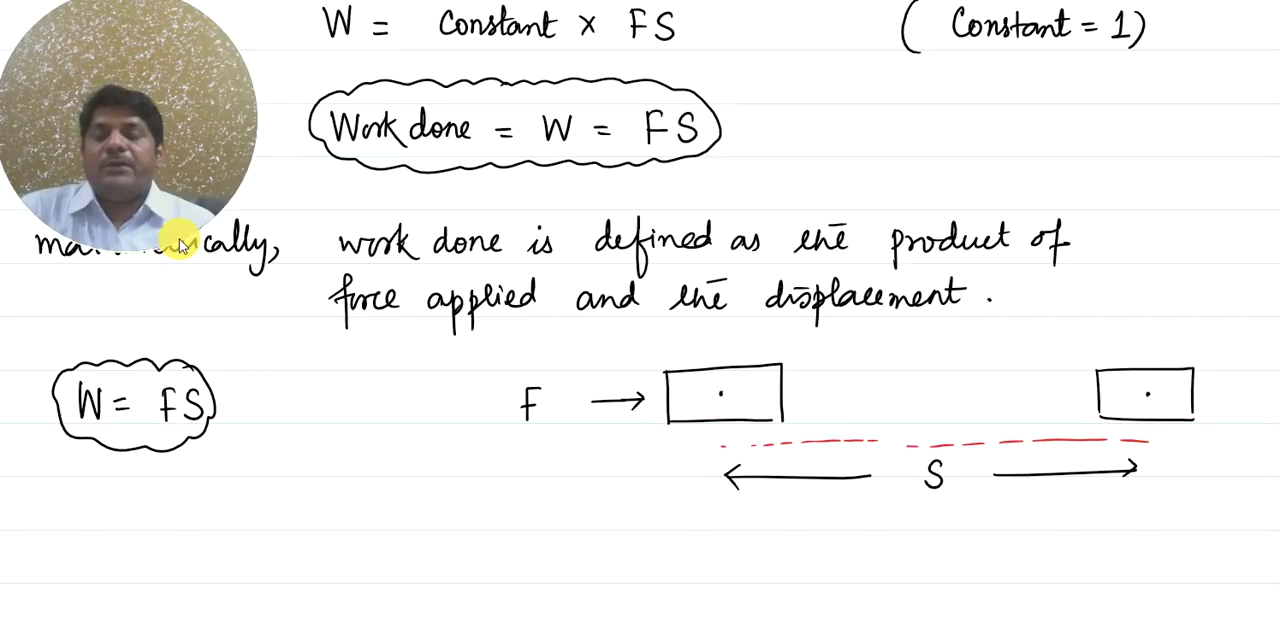 W = Constant × FS ( Constant = 1)
Work done = W = FS
work done is defined as the product of
force applied and the displacement .
W = FS F
S